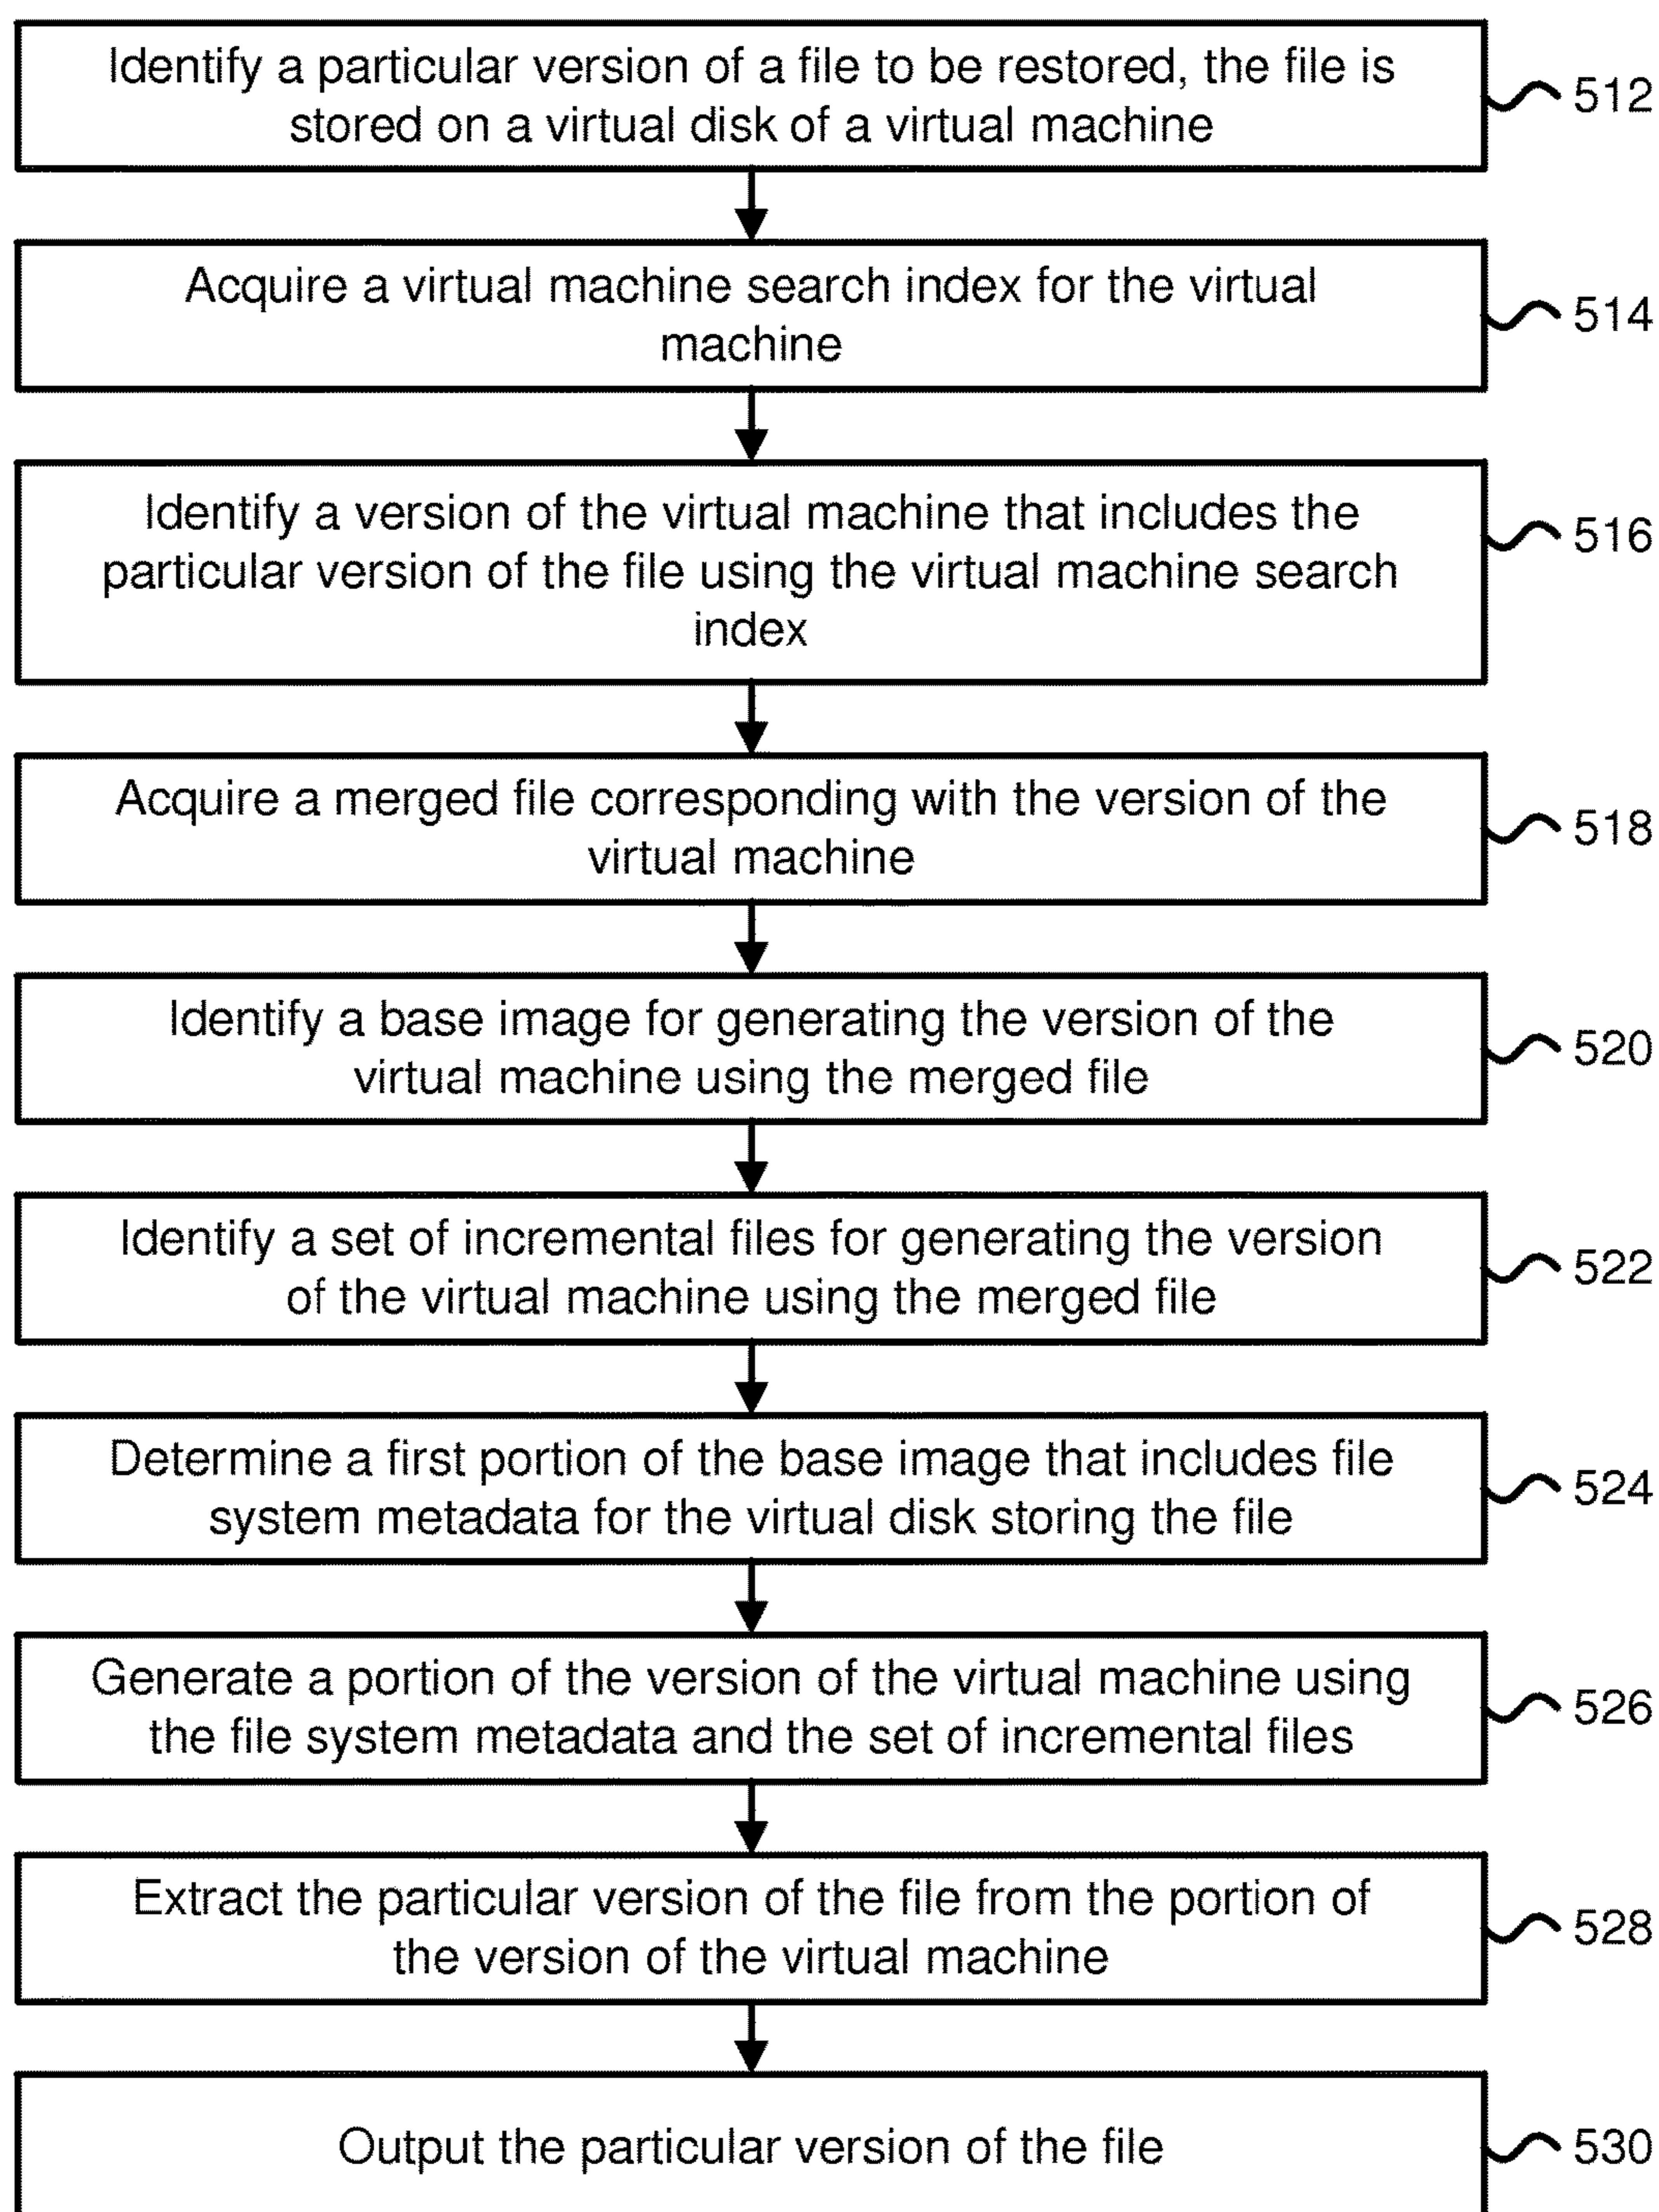 Identify a particular version of a file to be restored, the file is
stored on a virtual disk of a virtual machine
512
Acquire a virtual machine search index for the virtual
machine
514
Identify a version of the virtual machine that includes the
particular version of the file using the virtual machine search
index
516
Acquire a merged file corresponding with the version of the
virtual machine
518
Identify a base image for generating the version of the
virtual machine using the merged file
520
Identify a set of incremental files for generating the version
of the virtual machine using the merged file
522
Determine a first portion of the base image that includes file
system metadata for the virtual disk storing the file
524
Generate a portion of the version of the virtual machine using
the file system metadata and the set of incremental files
526
Extract the particular version of the file from the portion of
the version of the virtual machine
528
Output the particular version of the file
530